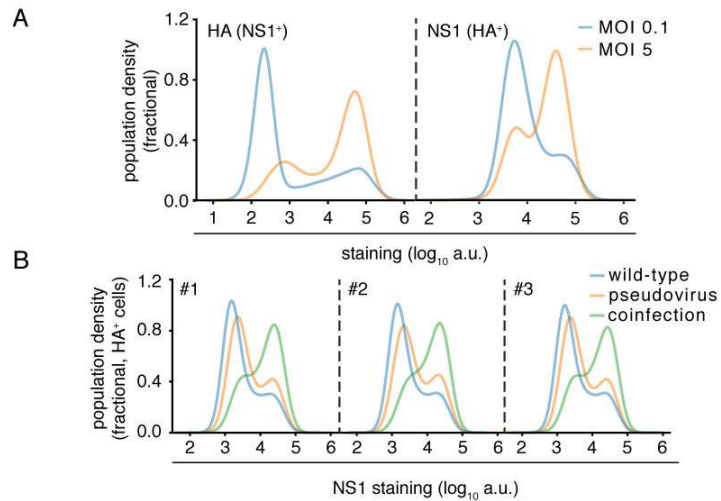 A
HA (NS1⁺)
NS1 (HA⁺)
MOI 0.1
MOI 5
population density
(fractional)
1.2
0.8
0.4
0.0
1 2 3 4 5 6 2 3 4 5 6
staining (log₁₀ a.u.)
B
#1 #2 #3
wild-type
pseudovirus
coinfection
population density
(fractional, HA⁺ cells)
1.2
0.8
0.4
0.0
2 3 4 5 6 2 3 4 5 6 2 3 4 5 6
NS1 staining (log₁₀ a.u.)